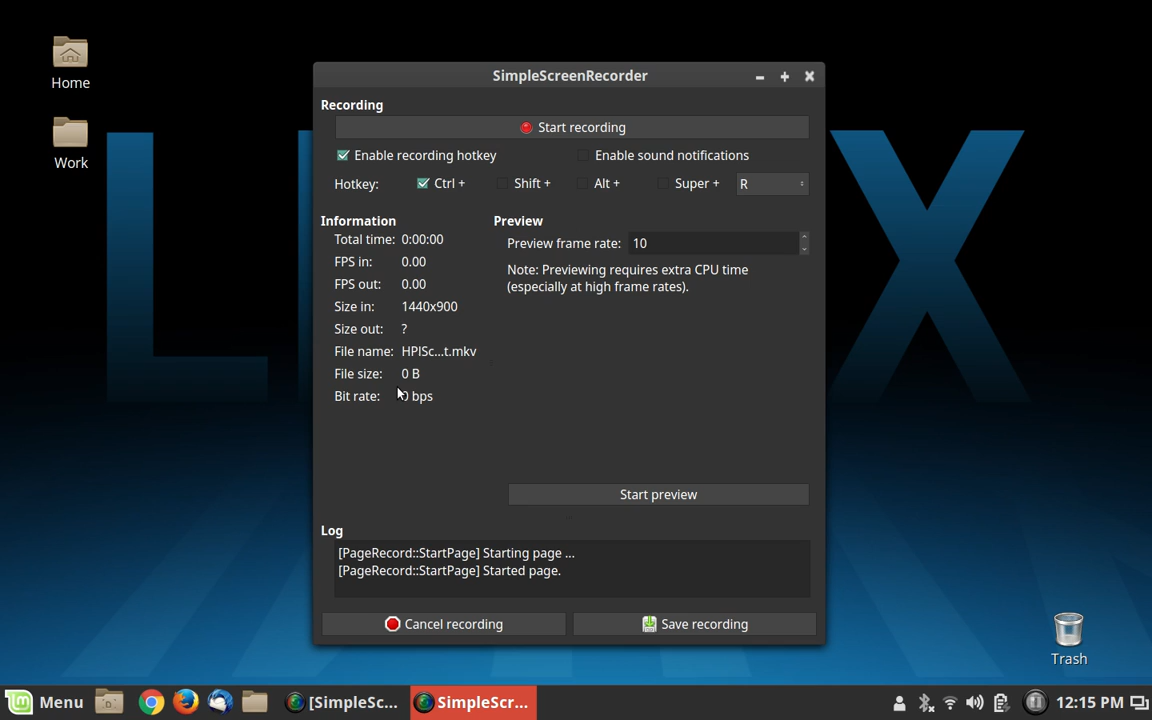 Home
Work
SimpleScreenRecorder
Recording
Start recording
Enable recording hotkey
Enable sound notifications
Hotkey: Ctrl + Shift + Alt + Super + R
Information
Total time: 0:00:00
FPS in: 0.00
FPS out: 0.00
Size in: 1440x900
Size out: ?
File name: HPISc...t.mkv
File size: 0 B
Bit rate: 0 bps
Preview
Preview frame rate: 10
Note: Previewing requires extra CPU time
(especially at high frame rates).
Start preview
Log
[PageRecord::StartPage] Starting page ...
[PageRecord::StartPage] Started page.
Cancel recording
Save recording
LINUX
Trash
Menu
[SimpleSc...
SimpleScr...
12:15 PM